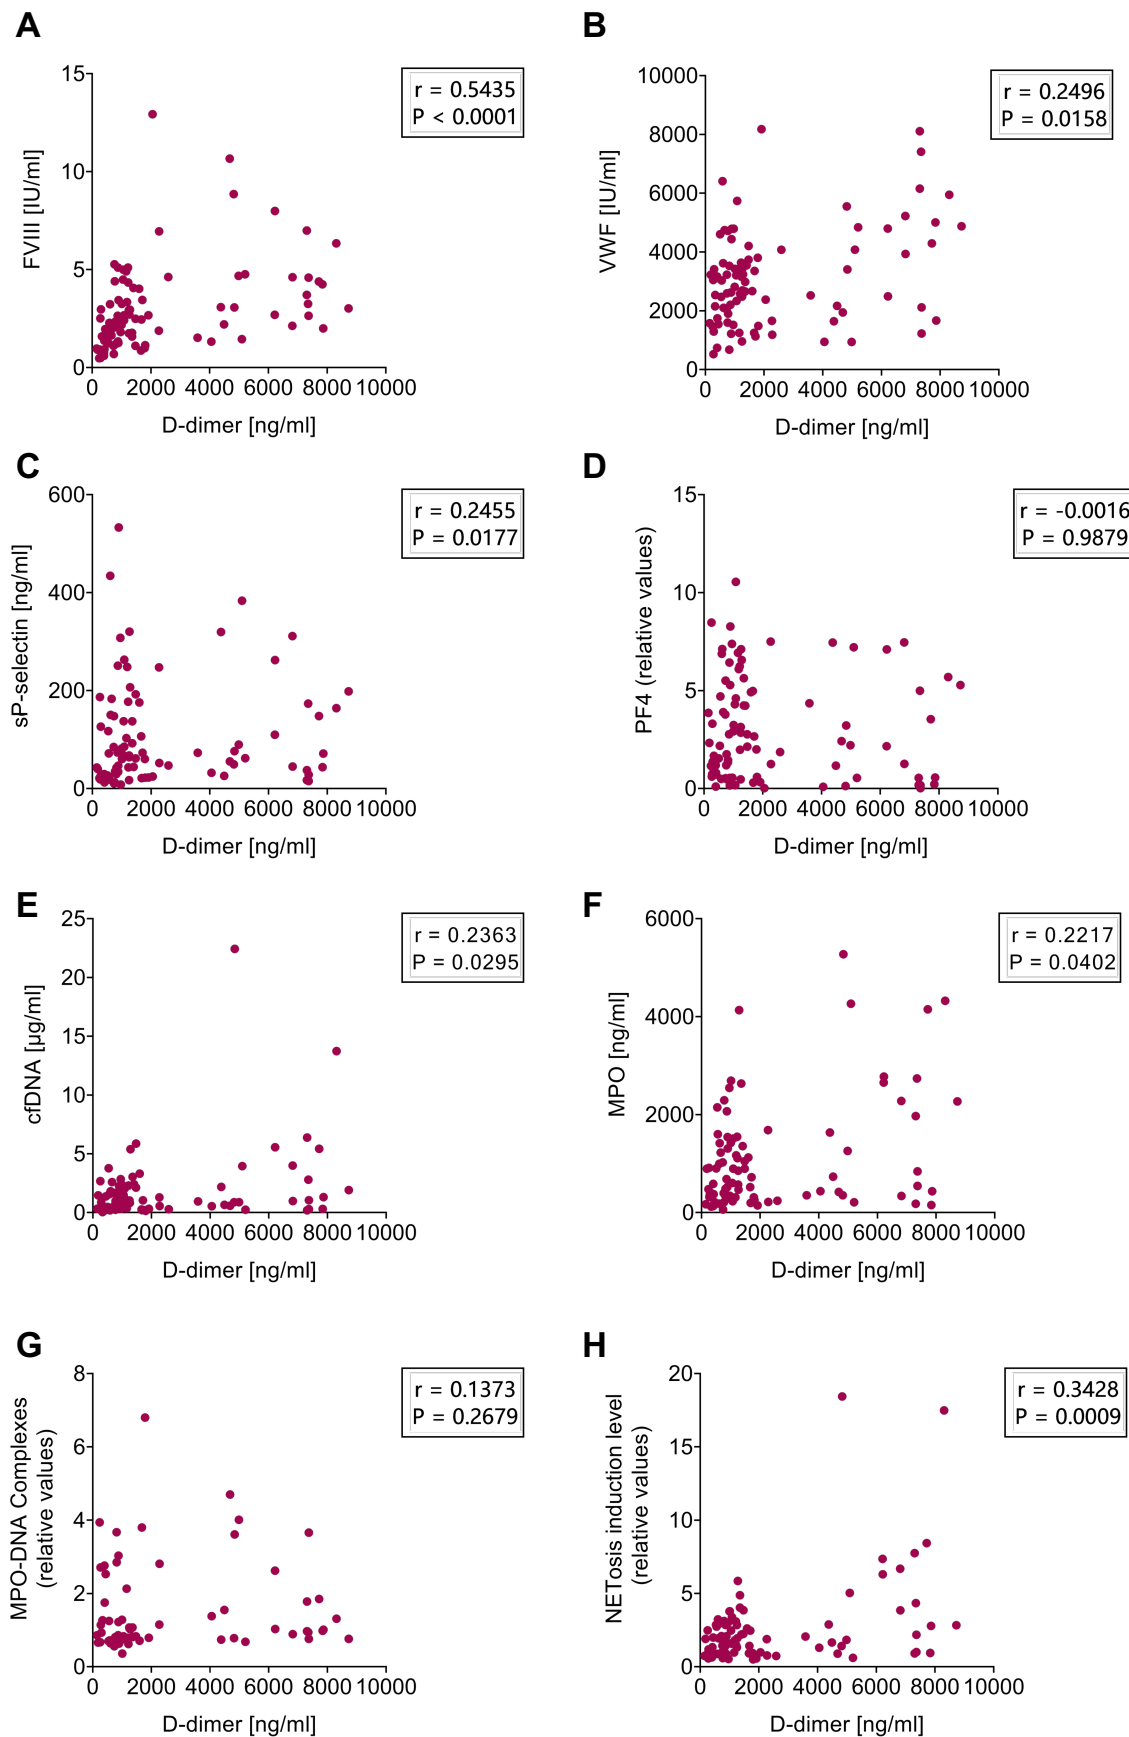 A
B
15
10
5
0
FVIII [IU/ml]
r = 0.5435
P < 0.0001
0 2000 4000 6000 8000 10000
D-dimer [ng/ml]
10000
8000
6000
4000
2000
0
VWF [IU/ml]
r = 0.2496
P = 0.0158
0 2000 4000 6000 8000 10000
D-dimer [ng/ml]
C
D
600
400
200
0
sP-selectin [ng/ml]
r = 0.2455
P = 0.0177
0 2000 4000 6000 8000 10000
D-dimer [ng/ml]
15
10
5
0
PF4 (relative values)
r = -0.0016
P = 0.9879
0 2000 4000 6000 8000 10000
D-dimer [ng/ml]
E
F
25
20
15
10
5
0
cfDNA [µg/ml]
r = 0.2363
P = 0.0295
0 2000 4000 6000 8000 10000
D-dimer [ng/ml]
6000
4000
2000
0
MPO [ng/ml]
r = 0.2217
P = 0.0402
0 2000 4000 6000 8000 10000
D-dimer [ng/ml]
G
H
8
6
4
2
0
MPO-DNA Complexes
(relative values)
r = 0.1373
P = 0.2679
0 2000 4000 6000 8000 10000
D-dimer [ng/ml]
20
15
10
5
0
NETosis induction level
(relative values)
r = 0.3428
P = 0.0009
0 2000 4000 6000 8000 10000
D-dimer [ng/ml]